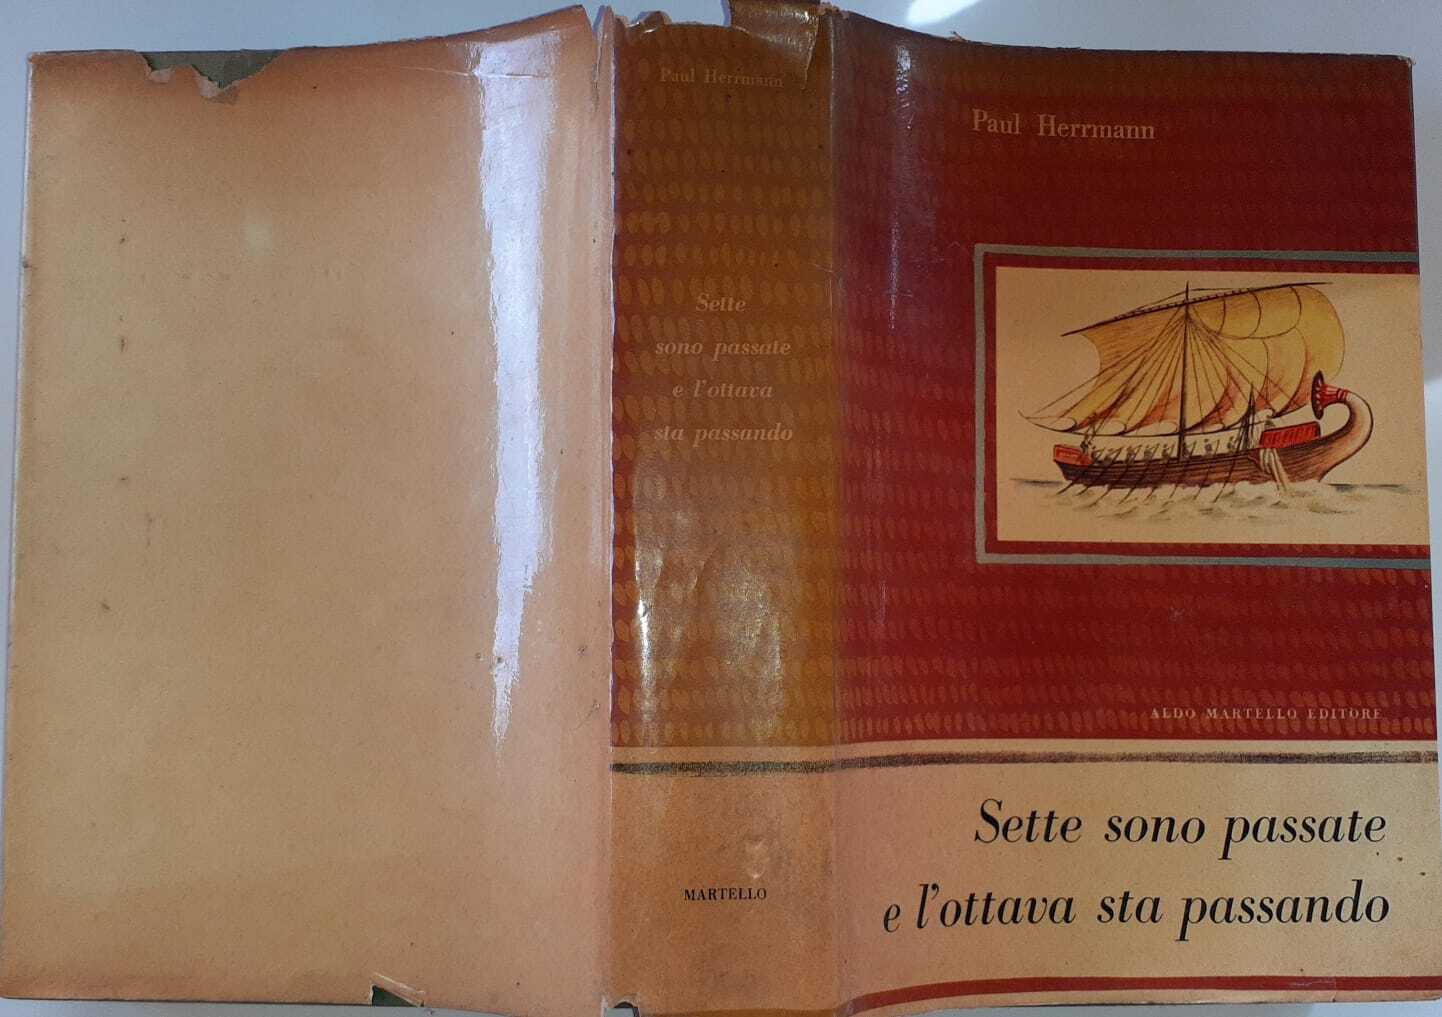 Paul Herrmann
Sette
sono passate
e l'ottava
sta passando
MARTELLO
Paul Herrmann
ALDO MARTELLO EDITORE
Sette sono passate
e l'ottava sta passando